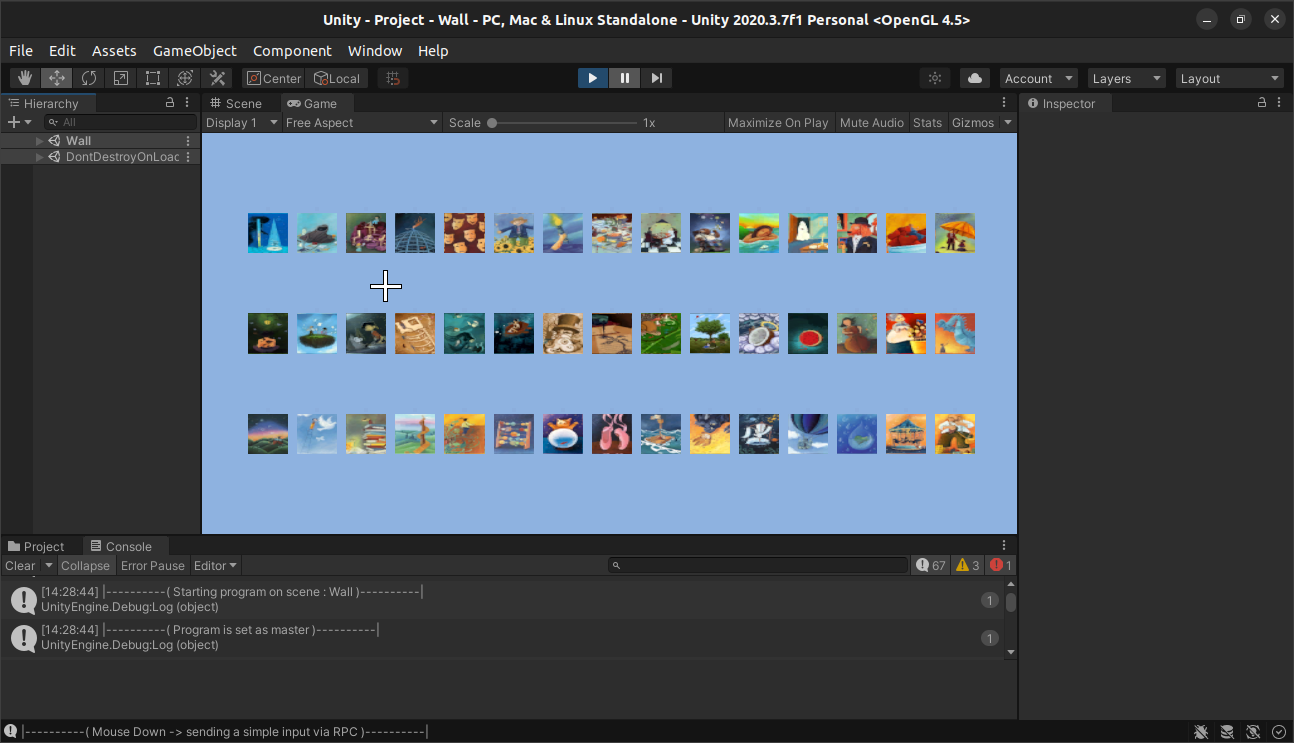 Unity - Project - Wall - PC, Mac & Linux Standalone - Unity 2020.3.7f1 Personal <OpenGL 4.5>
File Edit Assets GameObject Component Window Help
Center Local Account Layers Layout
Hierarchy Scene Game Inspector
All Display 1 Free Aspect Scale 1x Maximize On Play Mute Audio Stats Gizmos
Wall
DontDestroyOnLoad
Project Console
Clear Collapse Error Pause Editor 67 3 1
[14:28:44] |----------( Starting program on scene : Wall )----------|
UnityEngine.Debug:Log (object)
1
[14:28:44] |----------( Program is set as master )----------|
UnityEngine.Debug:Log (object)
1
|----------( Mouse Down -> sending a simple input via RPC )----------|